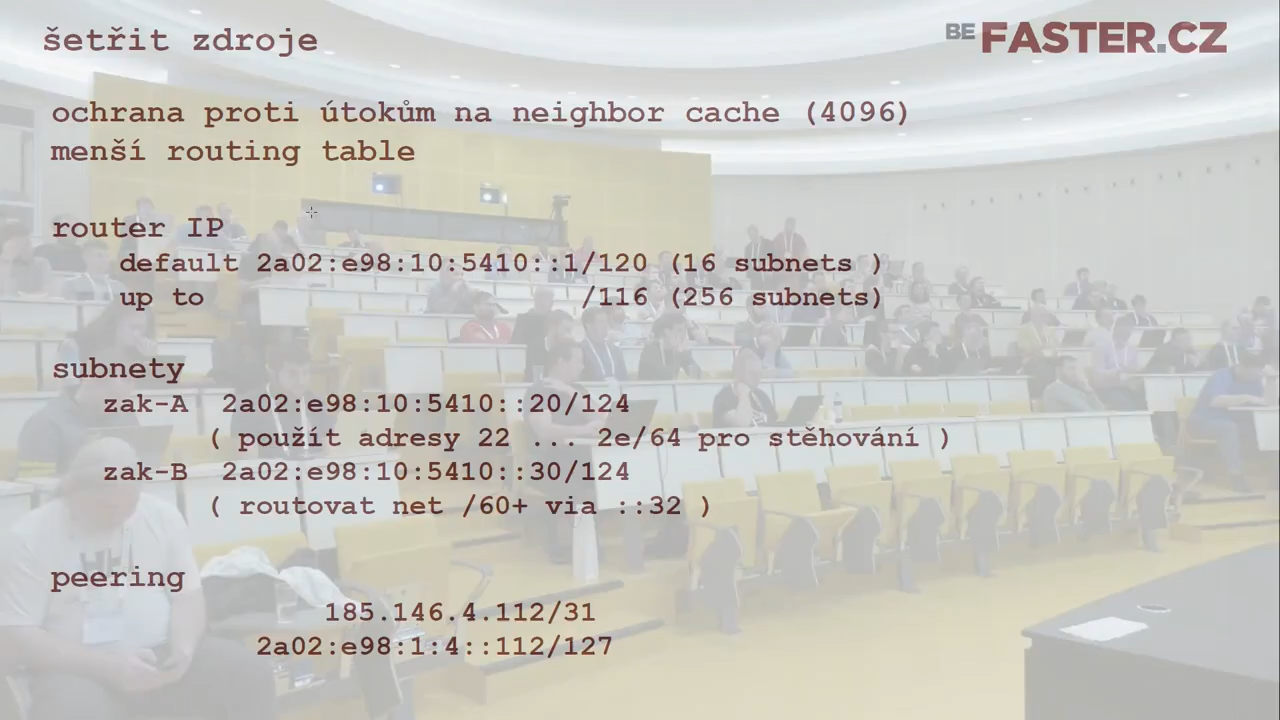 šetřit zdroje
BE FASTER.CZ
ochrana proti útokům na neighbor cache (4096)
menší routing table
router IP
default 2a02:e98:10:5410::1/120 (16 subnets )
up to /116 (256 subnets)
subnety
zak-A 2a02:e98:10:5410::20/124
( použít adresy 22 ... 2e/64 pro stěhování )
zak-B 2a02:e98:10:5410::30/124
( routovat net /60+ via ::32 )
peering
185.146.4.112/31
2a02:e98:1:4::112/127